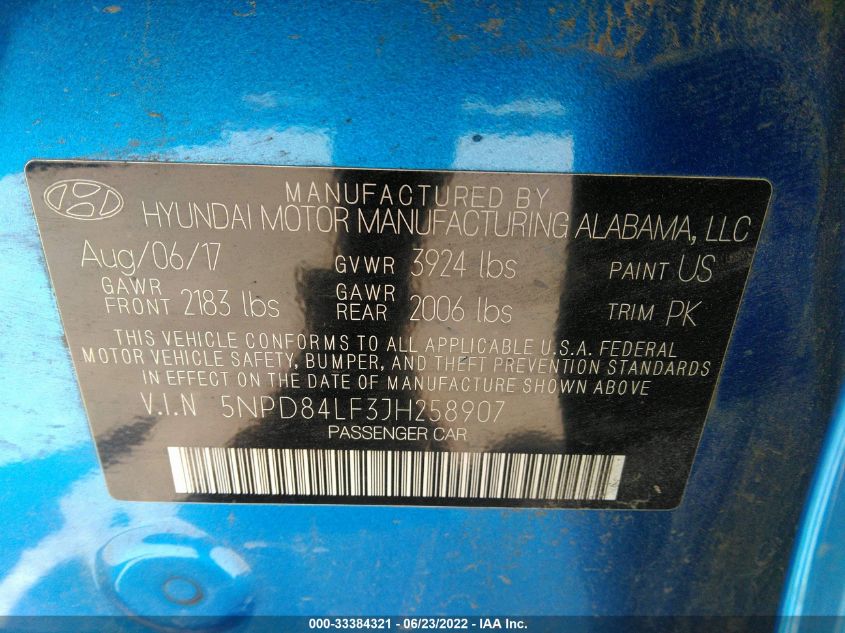 MANUFACTURED BY
HYUNDAI MOTOR MANUFACTURING ALABAMA, LLC
Aug/06/17 GVWR 3924 lbs PAINT US
GAWR FRONT 2183 lbs GAWR REAR 2006 lbs TRIM PK
THIS VEHICLE CONFORMS TO ALL APPLICABLE U.S.A. FEDERAL
MOTOR VEHICLE SAFETY, BUMPER, AND THEFT PREVENTION STANDARDS
IN EFFECT ON THE DATE OF MANUFACTURE SHOWN ABOVE.
V.I.N 5NPD84LF3JH258907
PASSENGER CAR
000-33384321 / 06/23/2022 - IAA Inc.